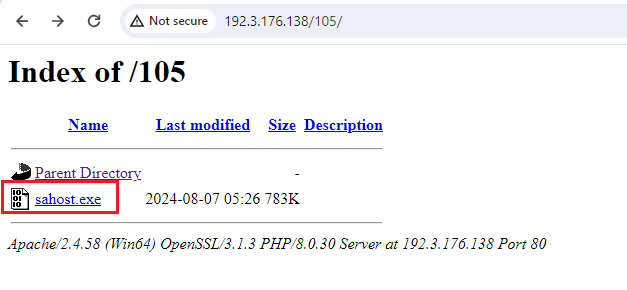 Not secure 192.3.176.138/105/
Index of /105
Name Last modified Size Description
Parent Directory -
sahost.exe 2024-08-07 05:26 783K
Apache/2.4.58 (Win64) OpenSSL/3.1.3 PHP/8.0.30 Server at 192.3.176.138 Port 80